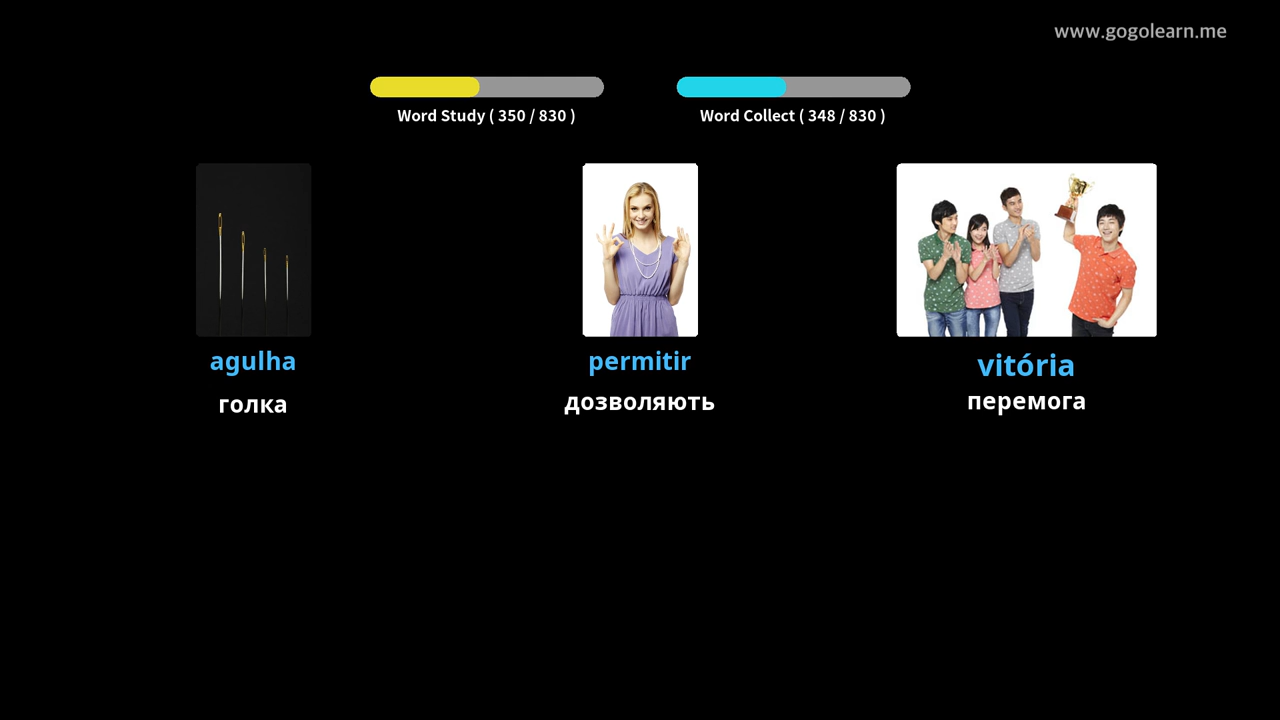 www.gogolearn.me
Word Study ( 350 / 830 )
Word Collect ( 348 / 830 )
agulha
голка
permitir
дозволяють
vitória
перемога